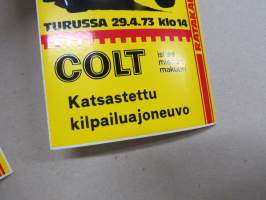 TURUSSA 29.4.73 klo 14
COLT
Katsastettu
kilpailuajoneuvo